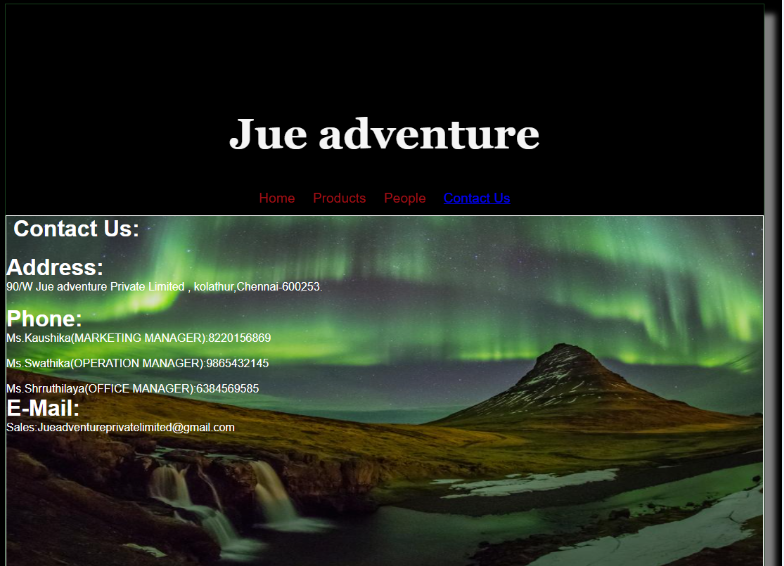 Jue adventure
Home Products People Contact Us
Contact Us:
Address:
90/W Jue adventure Private Limited , kolathur,Chennai-600253
Phone:
Ms.Kaushika(MARKETING MANAGER):8220156869
Ms.Swathika(OPERATION MANAGER):9865432145
Ms.Shrruthilaya(OFFICE MANAGER):6384569585
E-Mail:
Sales:Jueadventureprivatelimited@gmail.com